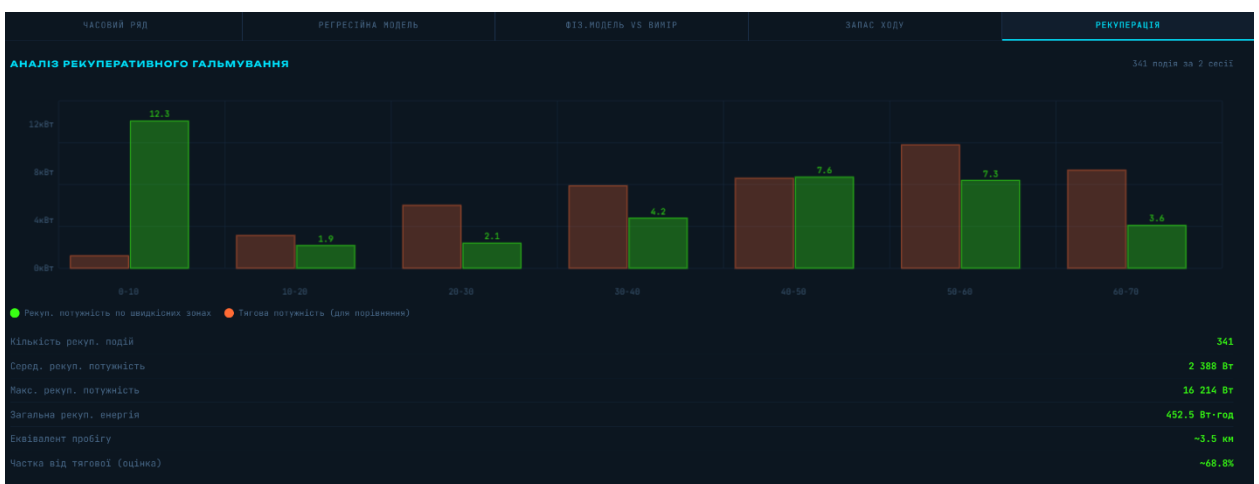 ЧАСОВИЙ РЯД РЕГРЕСІЙНА МОДЕЛЬ ФІЗ.МОДЕЛЬ VS ВИМІР ЗАПАС ХОДУ РЕКУПЕРАЦІЯ
АНАЛІЗ РЕКУПЕРАТИВНОГО ГАЛЬМУВАННЯ 341 подія за 2 сесії
12.3
12кВт
8кВт 7.6 7.3
4кВт 4.2 3.6
1.9 2.1
0кВт
0-10 10-20 20-30 30-40 40-50 50-60 60-70
Рекуп. потужність по швидкісних зонах Тягова потужність (для порівняння)
Кількість рекуп. подій 341
Серед. рекуп. потужність 2 388 Вт
Макс. рекуп. потужність 16 214 Вт
Загальна рекуп. енергія 452.5 Вт·год
Еквівалент пробігу ~3.5 км
Частка від тягової (оцінка) ~68.8%